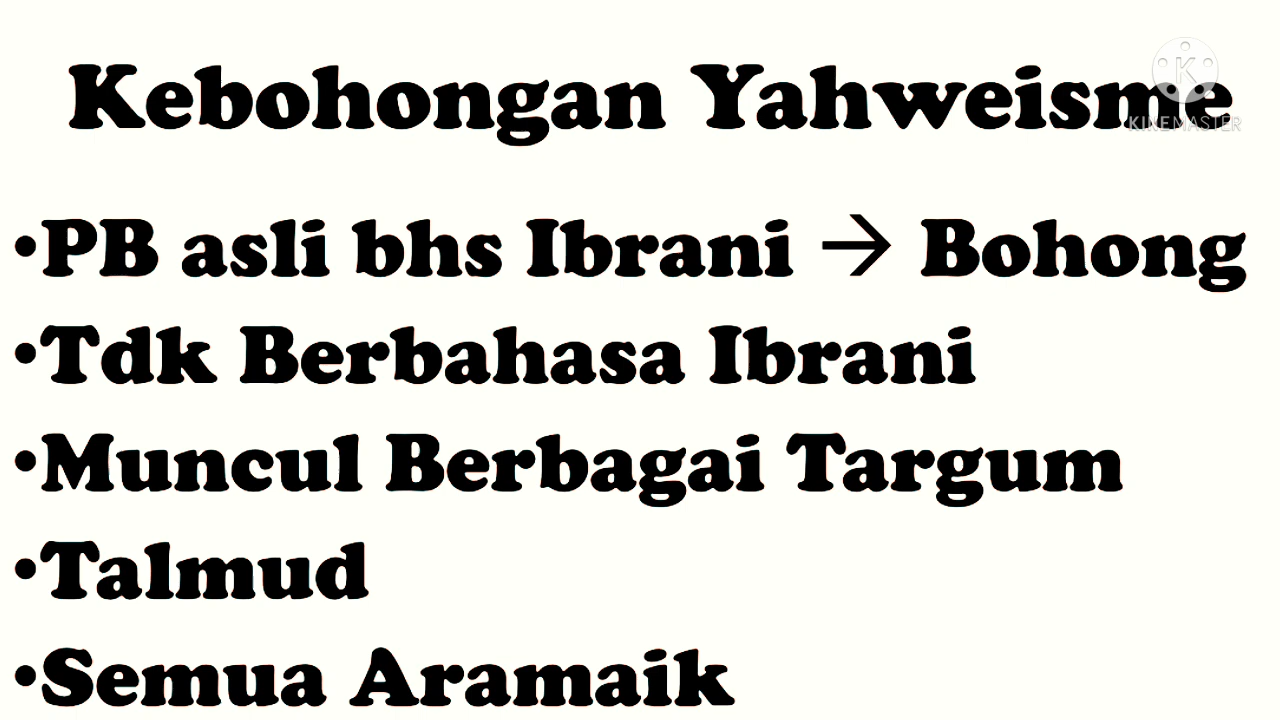 Kebohongan Yahweisme
K
KINEMASTER
•PB asli bhs Ibrani → Bohong
•Tdk Berbahasa Ibrani
•Muncul Berbagai Targum
•Talmud
•Semua Aramaik